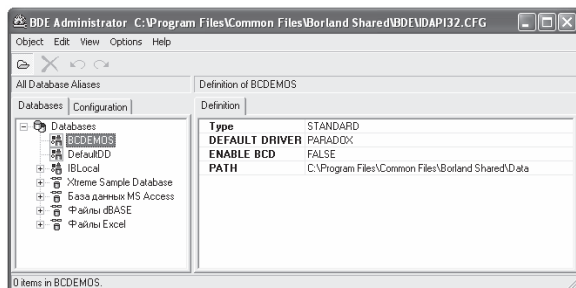 BDE Administrator C:\Program Files\Common Files\Borland Shared\BDE\IDAPI32.CFG
Object Edit View Options Help
All Database Aliases
Definition of BCDEMOS
Databases Configuration
Definition
Databases
BCDEMOS
DefaultDD
IBLocal
Xtreme Sample Database
База данных MS Access
Файлы dBASE
Файлы Excel
Type STANDARD
DEFAULT DRIVER PARADOX
ENABLE BCD FALSE
PATH C:\Program Files\Common Files\Borland Shared\Data
0 items in BCDEMOS.